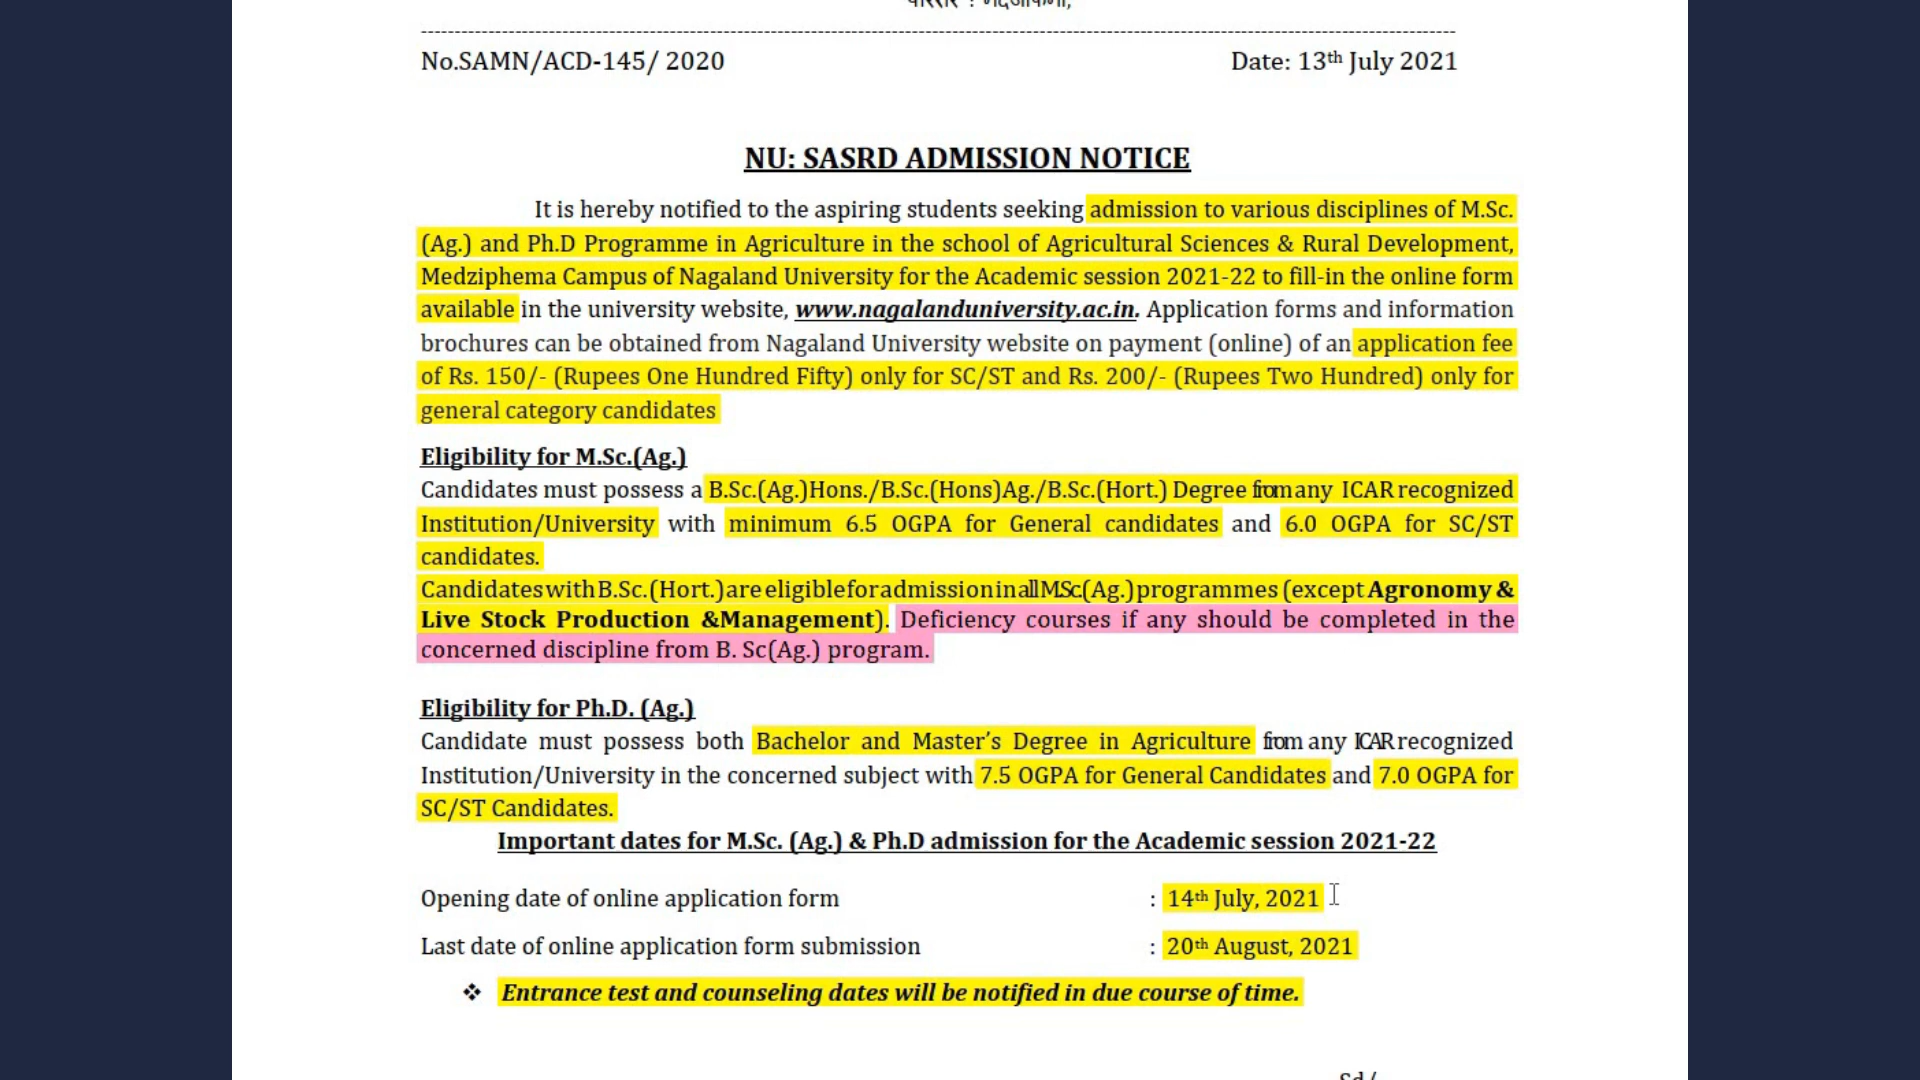 परिसर : मेदजीफेमा,
No.SAMN/ACD-145/ 2020 Date: 13th July 2021
NU: SASRD ADMISSION NOTICE
It is hereby notified to the aspiring students seeking admission to various disciplines of M.Sc.
(Ag.) and Ph.D Programme in Agriculture in the school of Agricultural Sciences & Rural Development,
Medziphema Campus of Nagaland University for the Academic session 2021-22 to fill-in the online form
available in the university website, www.nagalanduniversity.ac.in. Application forms and information
brochures can be obtained from Nagaland University website on payment (online) of an application fee
of Rs. 150/- (Rupees One Hundred Fifty) only for SC/ST and Rs. 200/- (Rupees Two Hundred) only for
general category candidates
Eligibility for M.Sc.(Ag.)
Candidates must possess a B.Sc.(Ag.)Hons./B.Sc.(Hons)Ag./B.Sc.(Hort.) Degree from any ICAR recognized
Institution/University with minimum 6.5 OGPA for General candidates and 6.0 OGPA for SC/ST
candidates.
Candidates with B.Sc.(Hort.) are eligible for admission in all M.Sc(Ag.) programmes (except Agronomy &
Live Stock Production &Management). Deficiency courses if any should be completed in the
concerned discipline from B. Sc(Ag.) program.
Eligibility for Ph.D. (Ag.)
Candidate must possess both Bachelor and Master’s Degree in Agriculture from any ICAR recognized
Institution/University in the concerned subject with 7.5 OGPA for General Candidates and 7.0 OGPA for
SC/ST Candidates.
Important dates for M.Sc. (Ag.) & Ph.D admission for the Academic session 2021-22
Opening date of online application form : 14th July, 2021
Last date of online application form submission : 20th August, 2021
❖ Entrance test and counseling dates will be notified in due course of time.
Sd/